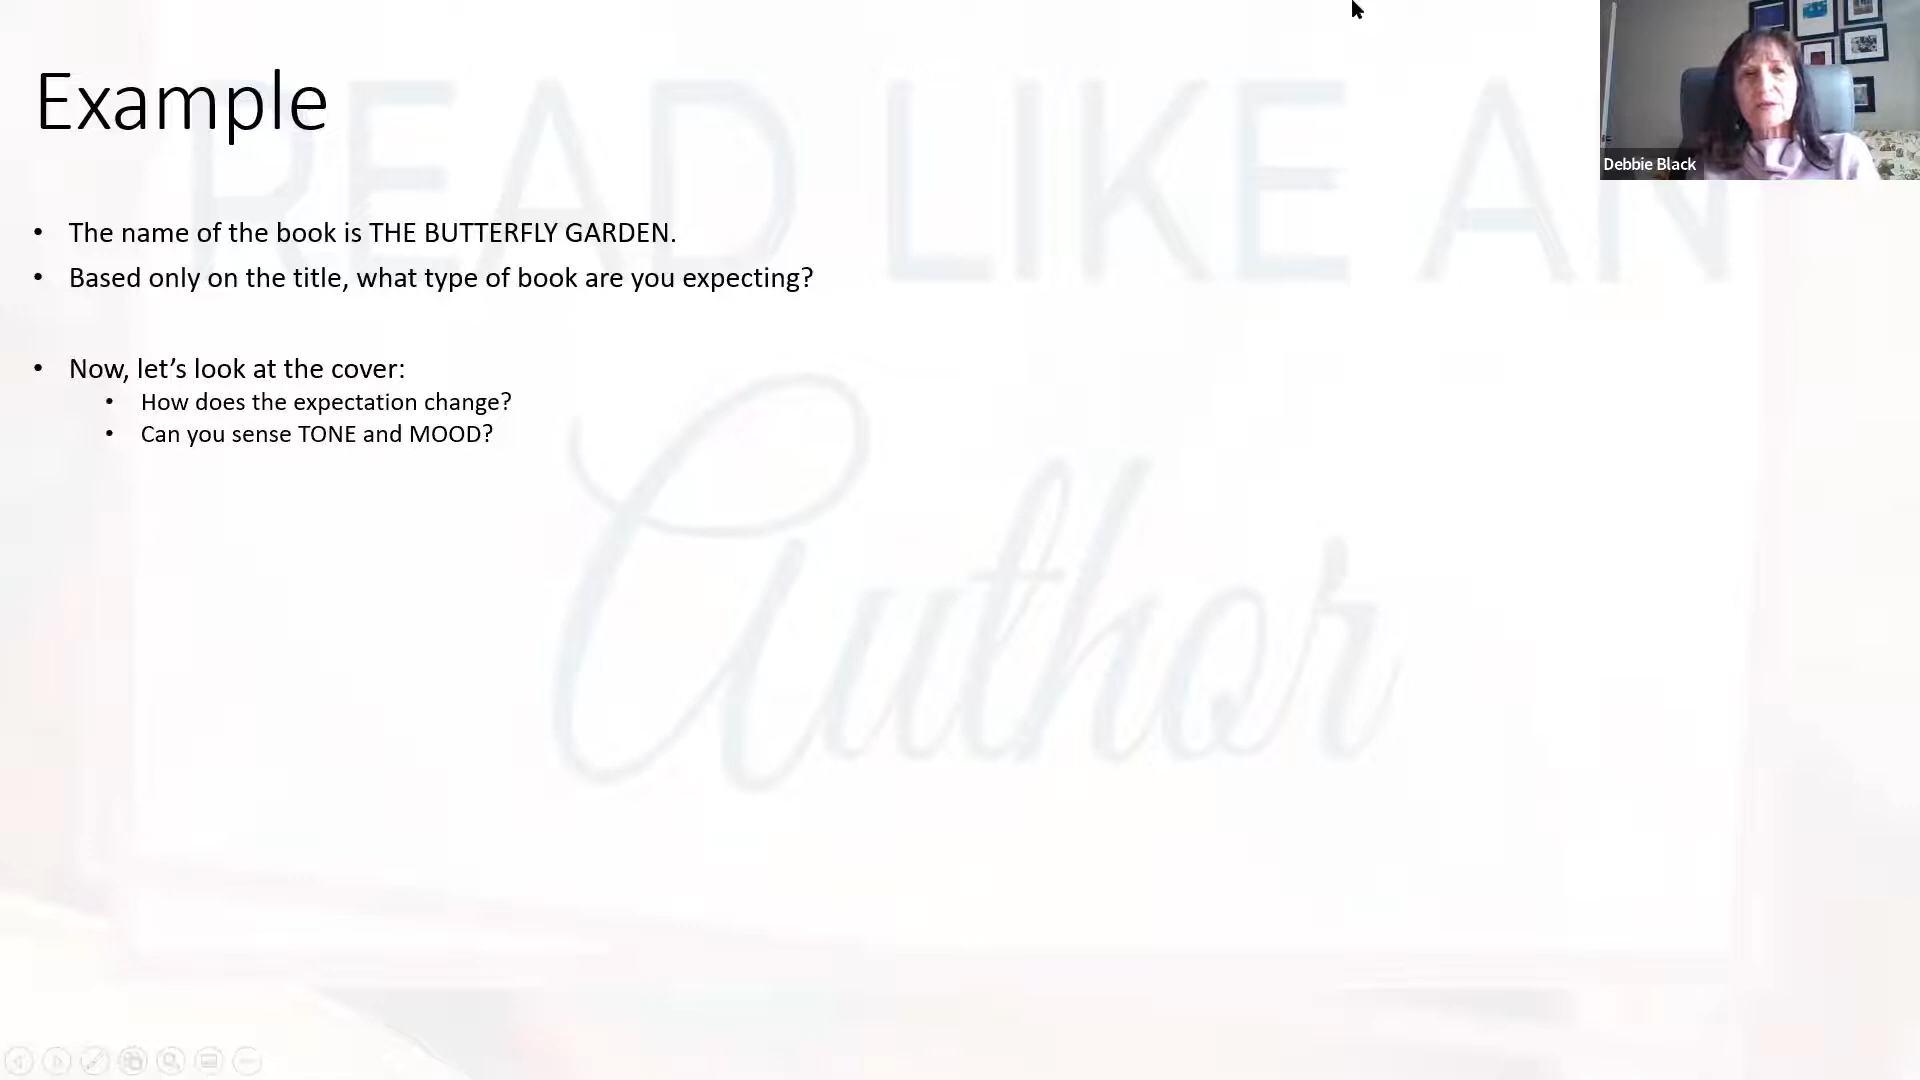 Example
• The name of the book is THE BUTTERFLY GARDEN.
• Based only on the title, what type of book are you expecting?
• Now, let’s look at the cover:
• How does the expectation change?
• Can you sense TONE and MOOD?
READ LIKE AN
Author
Debbie Black